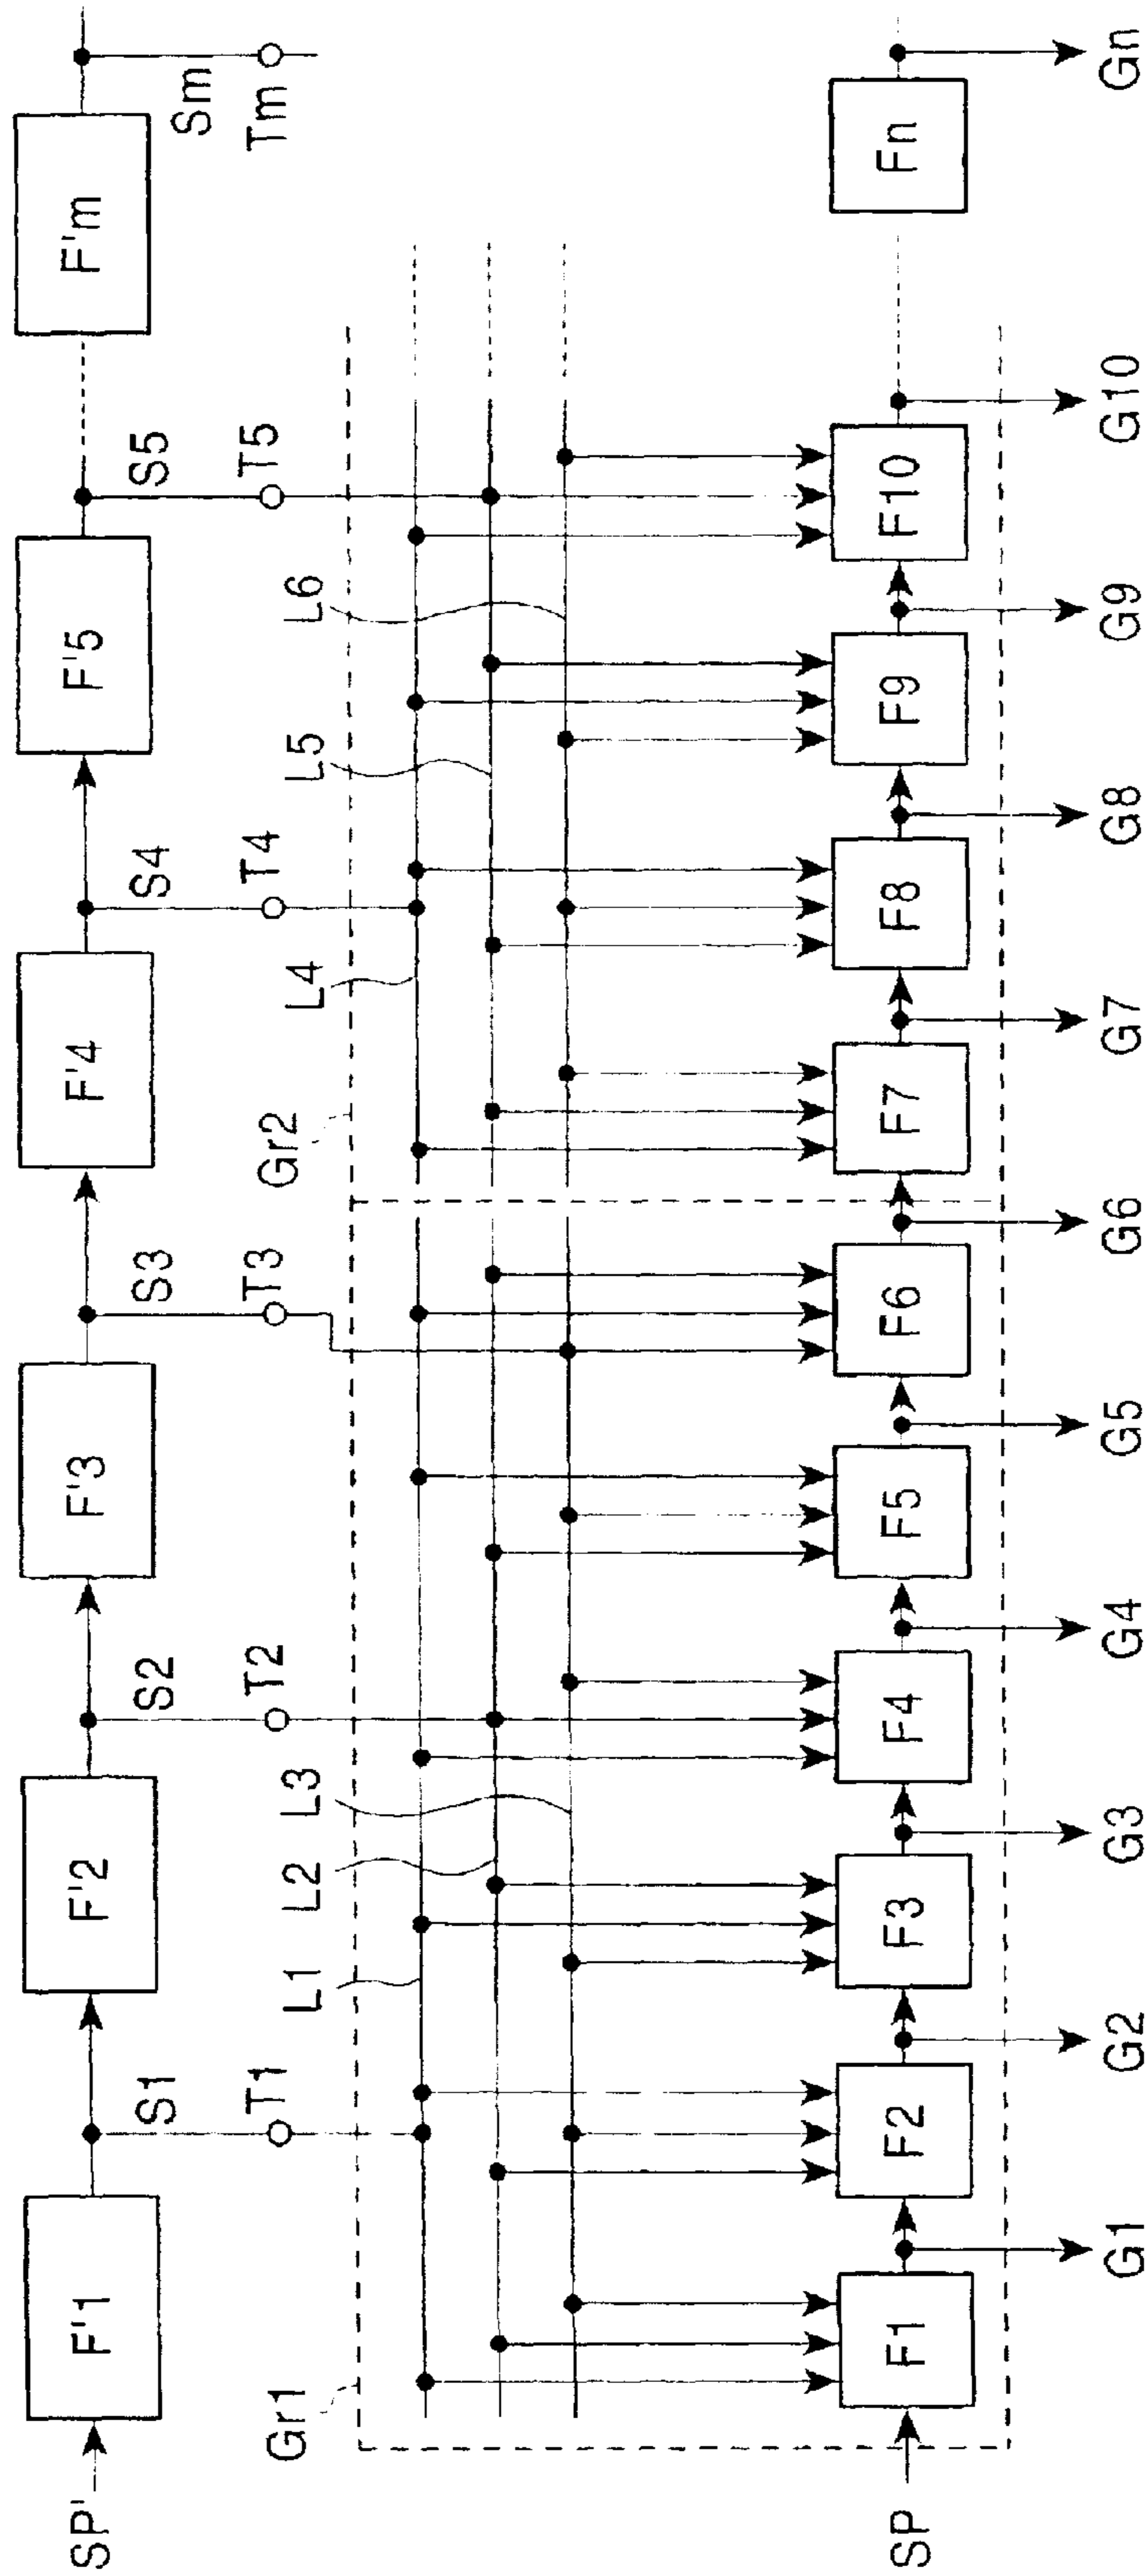 SP' F'1 F'2 F'3 F'4 F'5 F'm
S1 S2 S3 S4 S5 Sm
T1 T2 T3 T4 T5 Tm
Gr1 L1 L2 L3 Gr2 L4 L5 L6
SP F1 F2 F3 F4 F5 F6 F7 F8 F9 F10 Fn
G1 G2 G3 G4 G5 G6 G7 G8 G9 G10 Gn